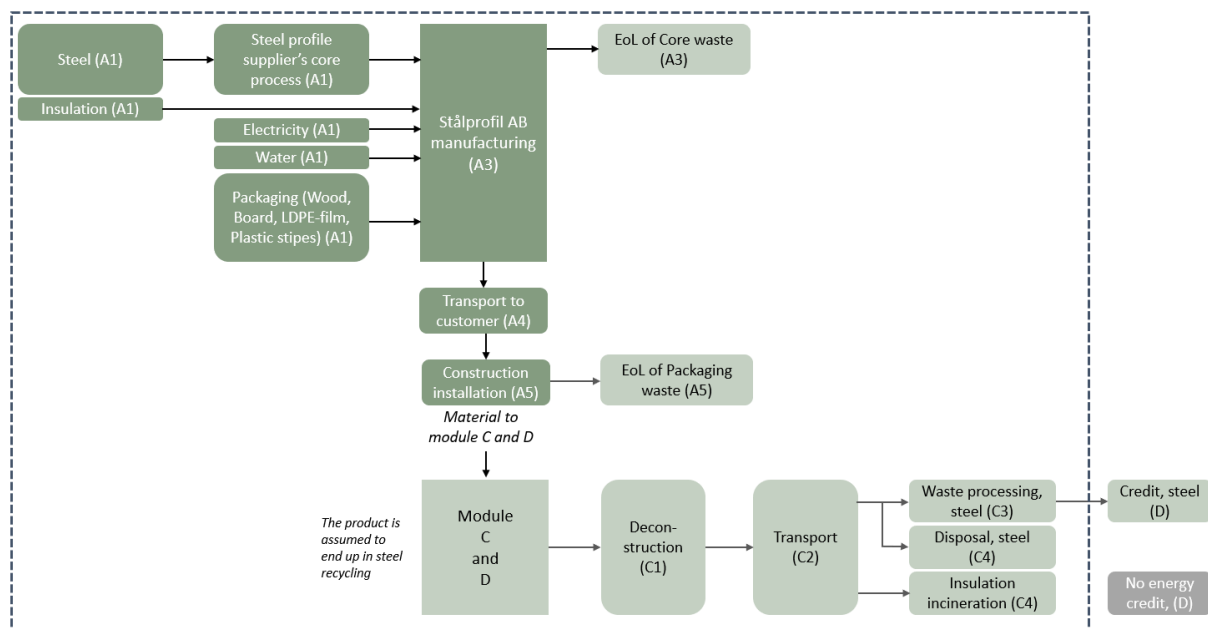 Steel (A1)
Steel profile
supplier's core
process (A1)
EoL of Core waste
(A3)
Insulation (A1)
Electricity (A1)
Water (A1)
Stålprofil AB
manufacturing
(A3)
Packaging (Wood,
Board, LDPE-film,
Plastic stipes) (A1)
Transport to
customer (A4)
Construction
installation (A5)
EoL of Packaging
waste (A5)
Material to
module C and D
The product is
assumed to
end up in steel
recycling
Module
C
and
D
Decon-
struction
(C1)
Transport
(C2)
Waste processing,
steel (C3)
Credit, steel
(D)
Disposal, steel
(C4)
Insulation
incineration (C4)
No energy
credit, (D)